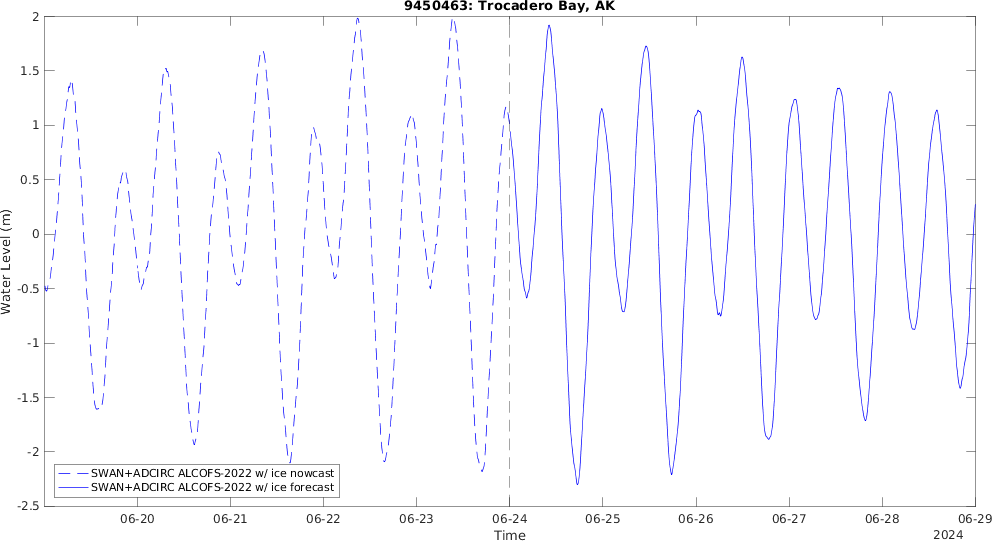 9450463: Trocadero Bay, AK
2
1.5
1
0.5
0
-0.5
-1
-1.5
-2
-2.5
Water Level (m)
SWAN+ADCIRC ALCOFS-2022 w/ ice nowcast
SWAN+ADCIRC ALCOFS-2022 w/ ice forecast
06-20 06-21 06-22 06-23 06-24 06-25 06-26 06-27 06-28 06-29
Time
2024